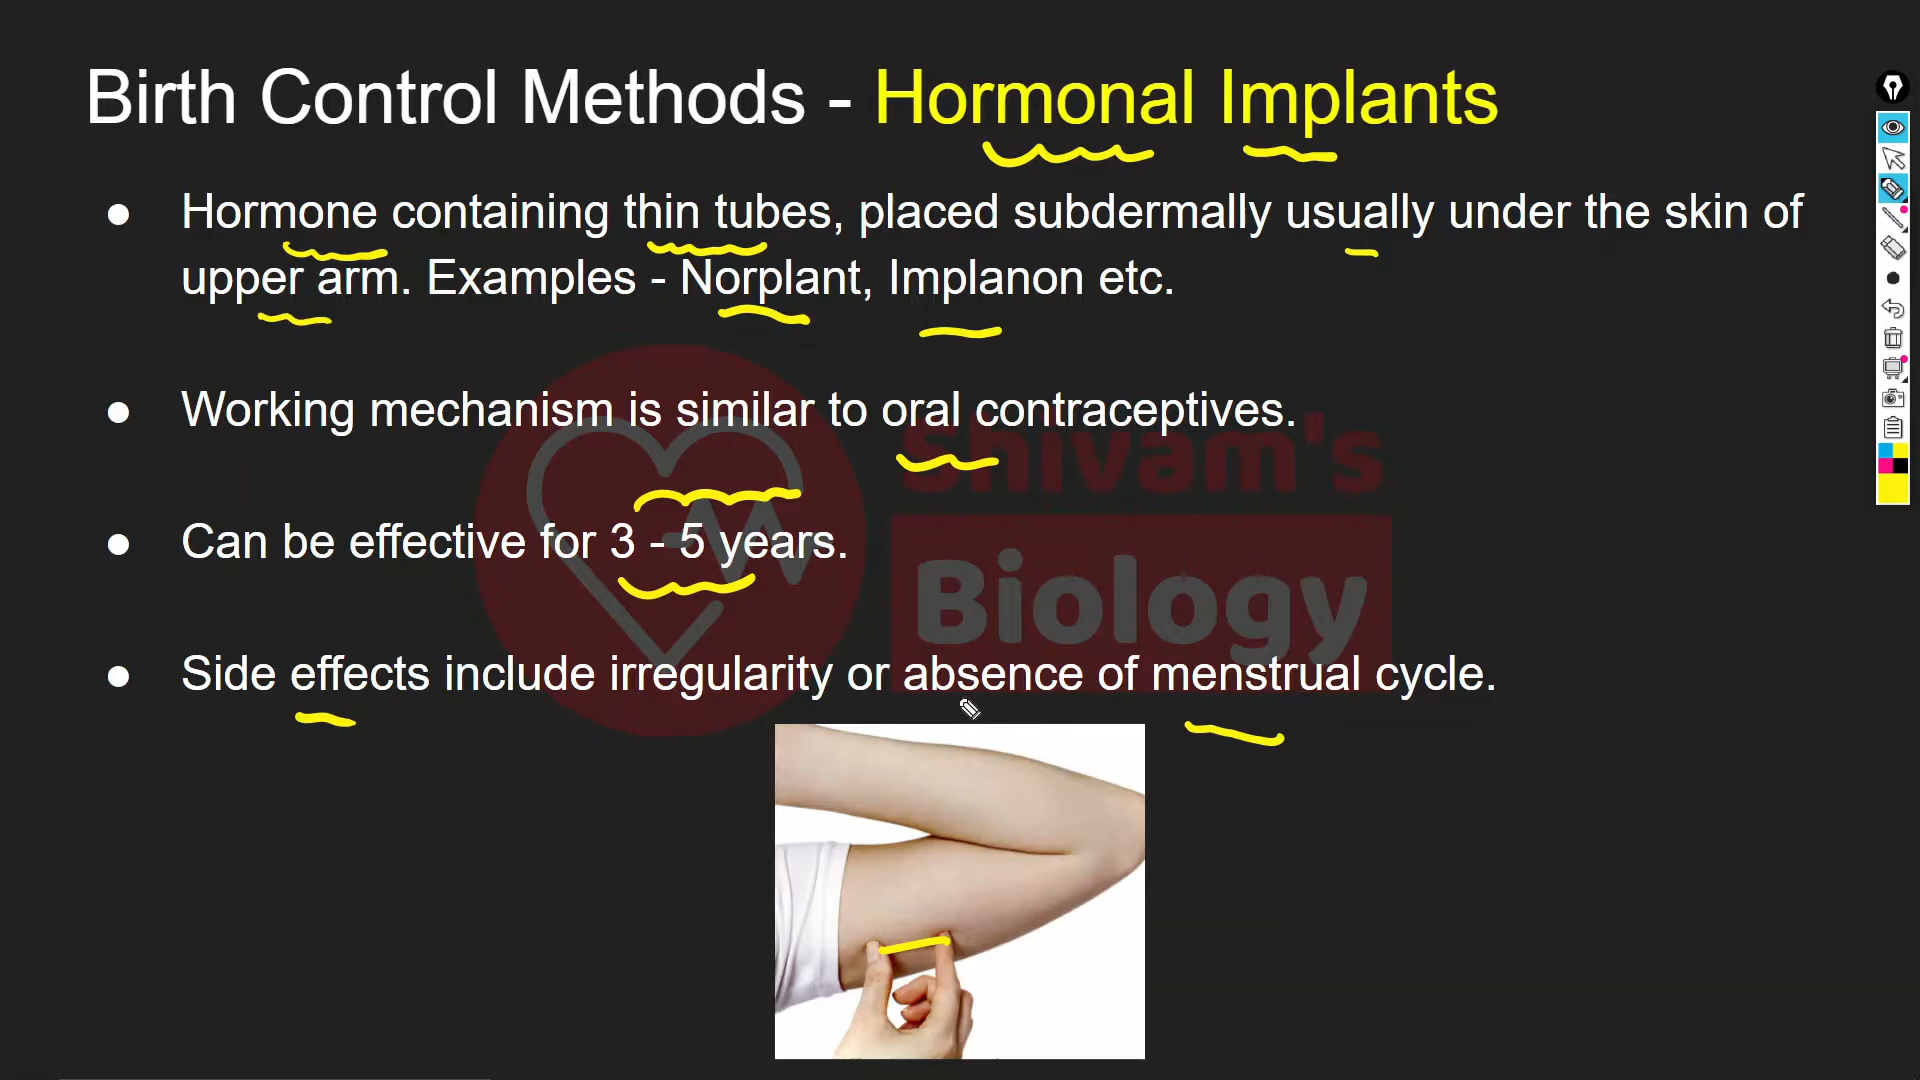 Birth Control Methods - Hormonal Implants
● Hormone containing thin tubes, placed subdermally usually under the skin of
upper arm. Examples - Norplant, Implanon etc.
● Working mechanism is similar to oral contraceptives.
Shivam's
● Can be effective for 3 - 5 years.
Biology
● Side effects include irregularity or absence of menstrual cycle.